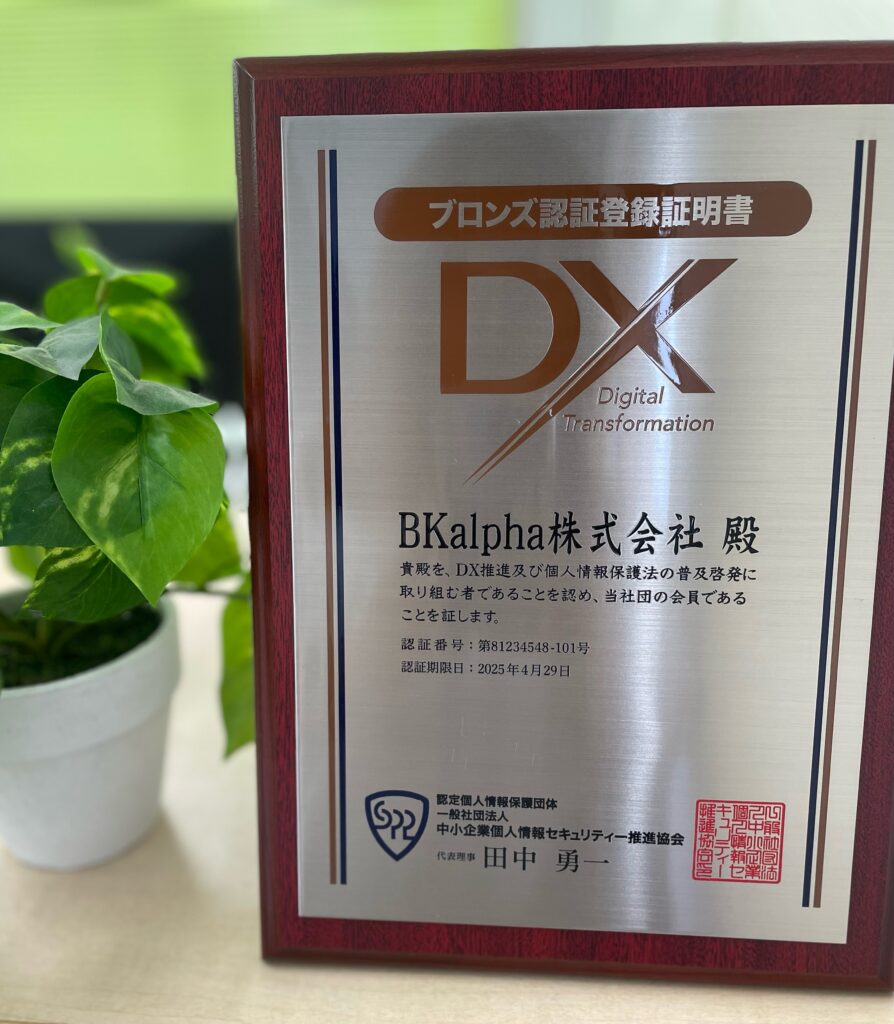 ブロンズ認証登録証明書
DX
Digital
Transformation
BKalpha株式会社 殿
貴殿を、DX推進及び個人情報保護法の普及啓発に
取り組む者であることを認め、当社団の会員である
ことを証します。
認証番号：第81234548-101号
認証期限日：2025年4月29日
SPP
認定個人情報保護団体
一般社団法人
中小企業個人情報セキュリティー推進協会
代表理事 田中 勇一